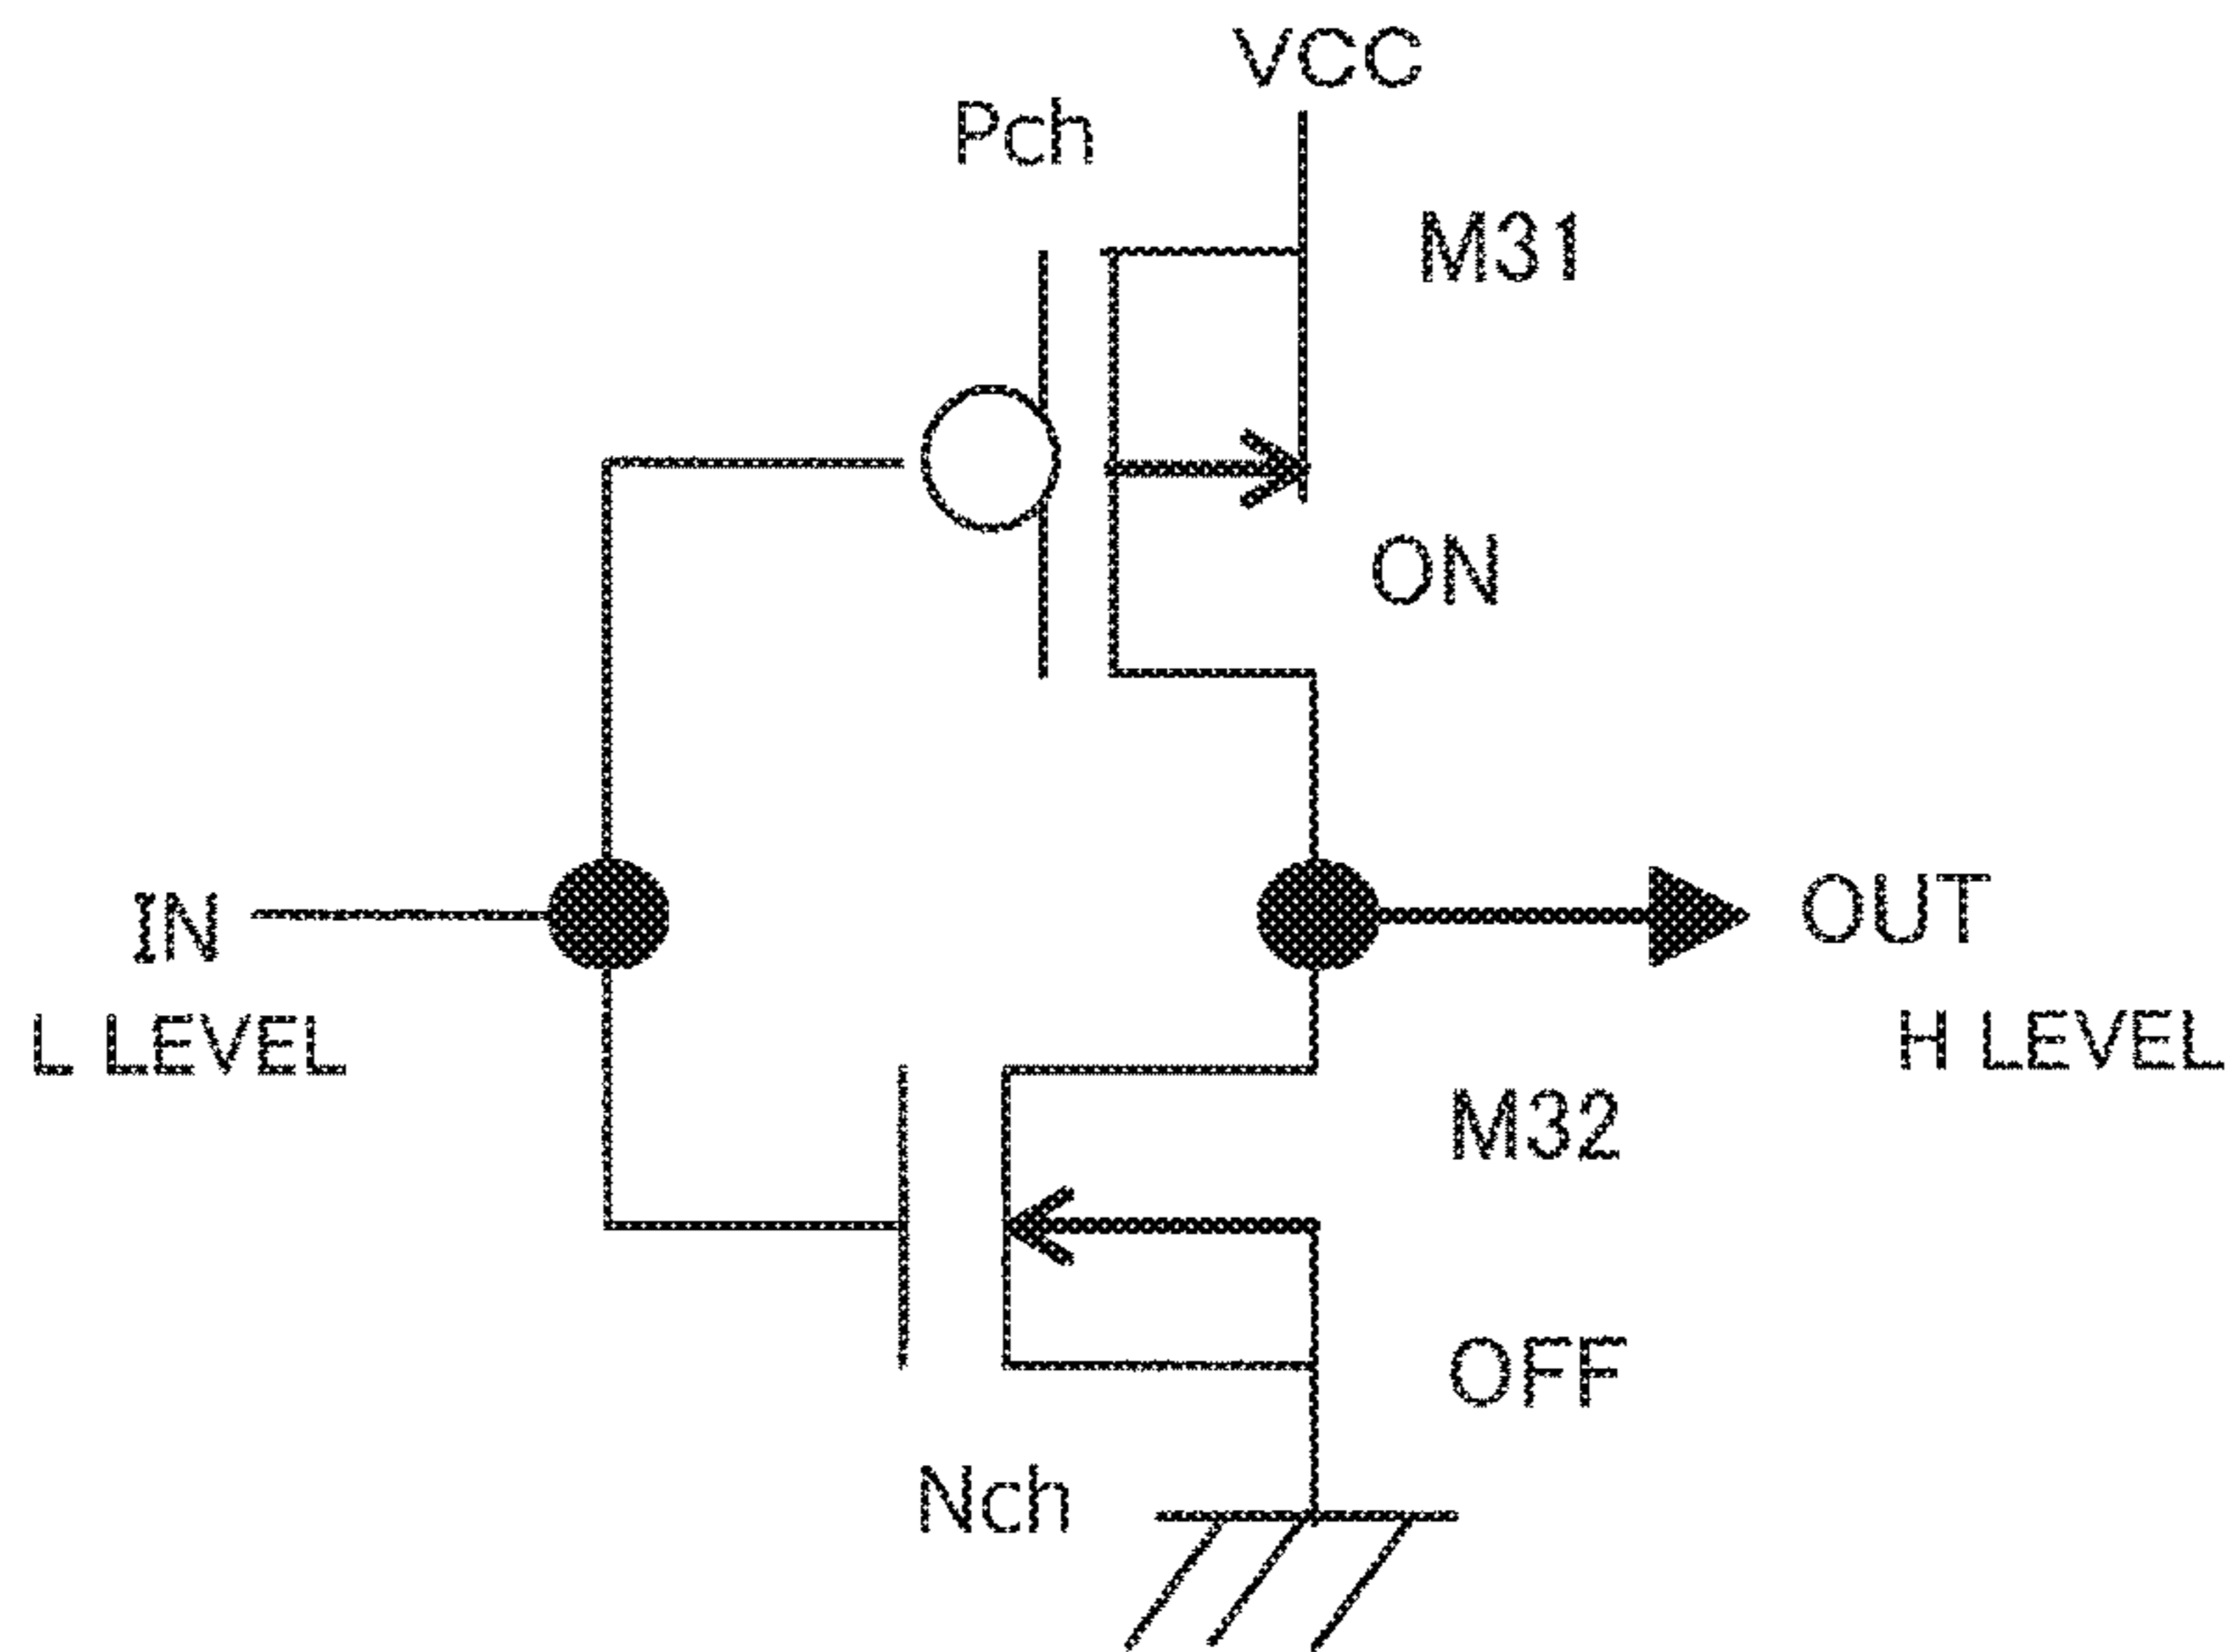 VCC
Pch
M31
ON
IN
OUT
L LEVEL
H LEVEL
M32
OFF
Nch